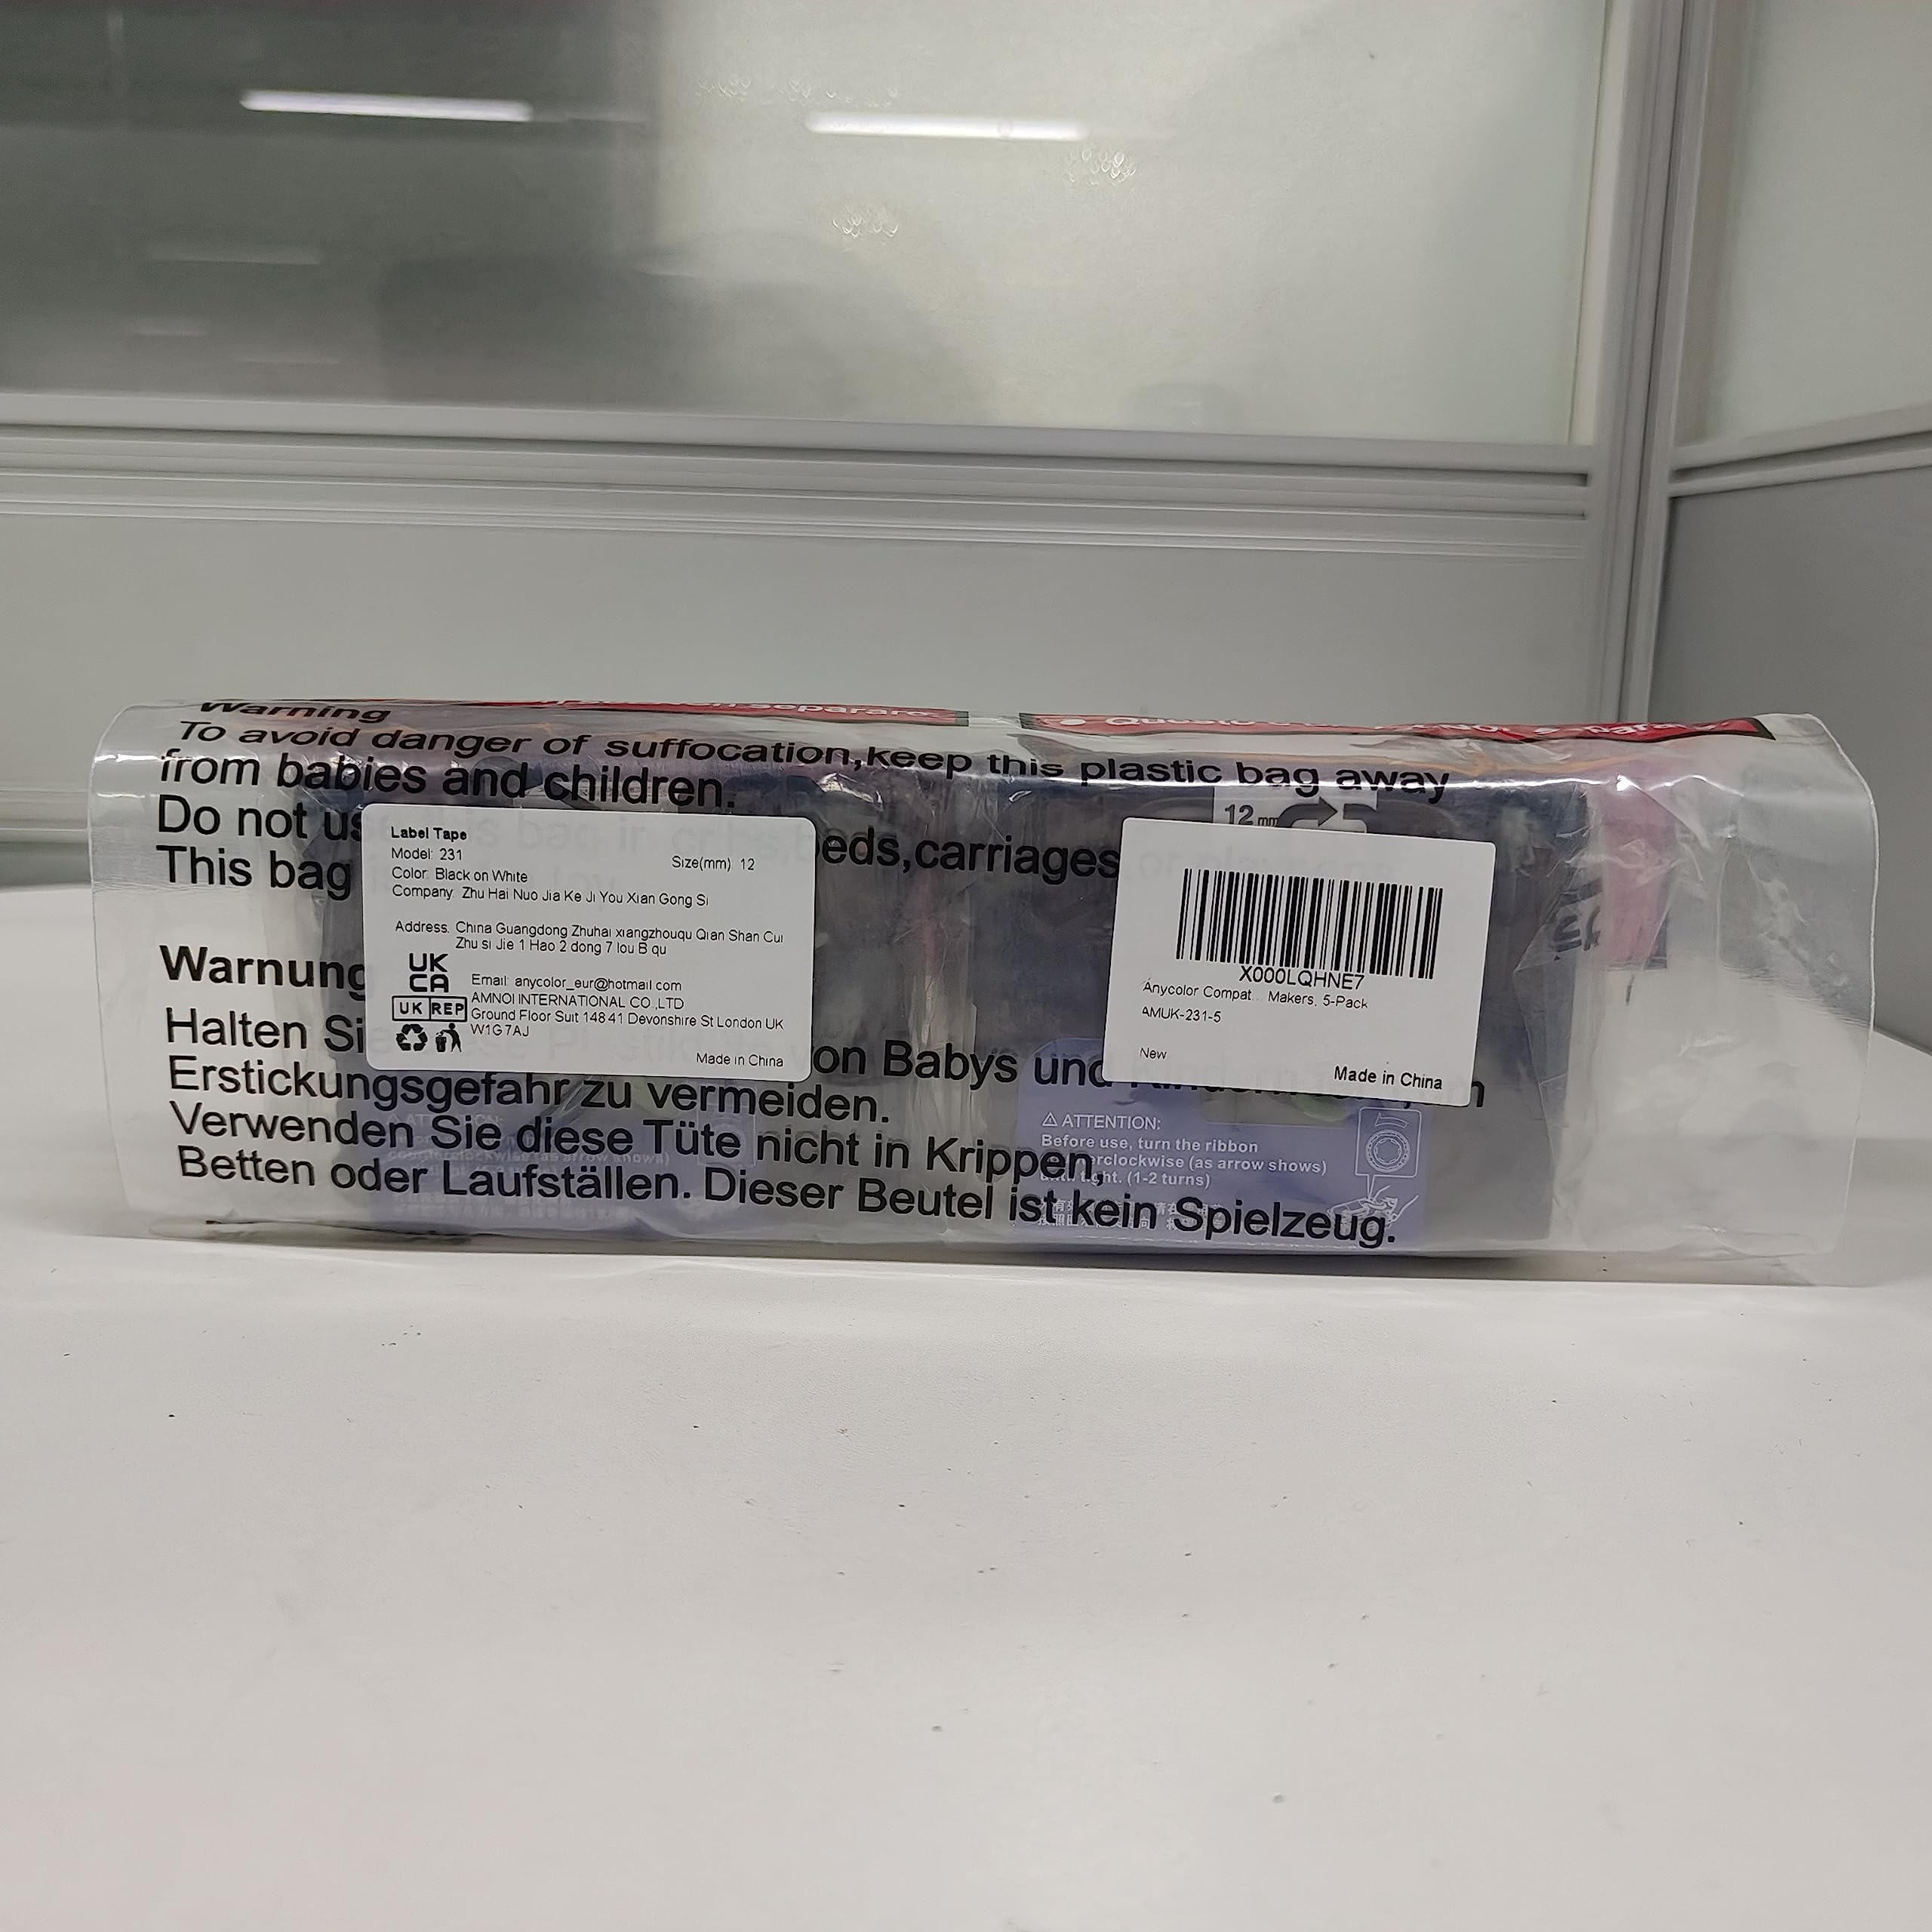 Warning
To avoid danger of suffocation,keep this plastic bag away
from babies and children.
Do not us
eds,carriages
This bag
Warnung
Halten Si
von Babys und
Erstickungsgefahr zu vermeiden.
Verwenden Sie diese Tüte nicht in Krippen,
Betten oder Laufställen. Dieser Beutel ist kein Spielzeug.
Label Tape
Model: 231
Size(mm) 12
Color: Black on White
Company: Zhu Hai Nuo Jia Ke Ji You Xian Gong Si
Address: China Guangdong Zhuhai xiangzhouqu Qian Shan Cui
Zhu si Jie 1 Hao 2 dong 7 lou B qu
UK
CA
Email: anycolor_eur@hotmail.com
UK REP
AMNOI INTERNATIONAL CO.,LTD
Ground Floor Suit 148 41 Devonshire St London UK
W1G 7AJ
Made in China
12 mm
X000LQHNE7
Anycolor Compat... Makers, 5-Pack
AMUK-231-5
New
Made in China
ATTENTION:
Before use, turn the ribbon
erclockwise (as arrow shows)
tight. (1-2 turns)